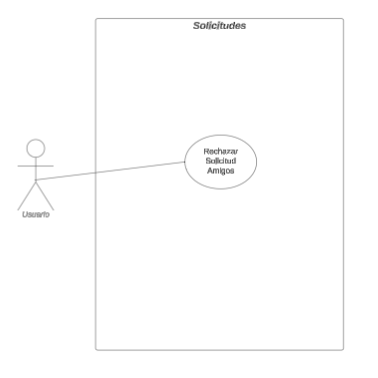 Solicitudes
Rechazar
Solicitud
Amigos
Usuario